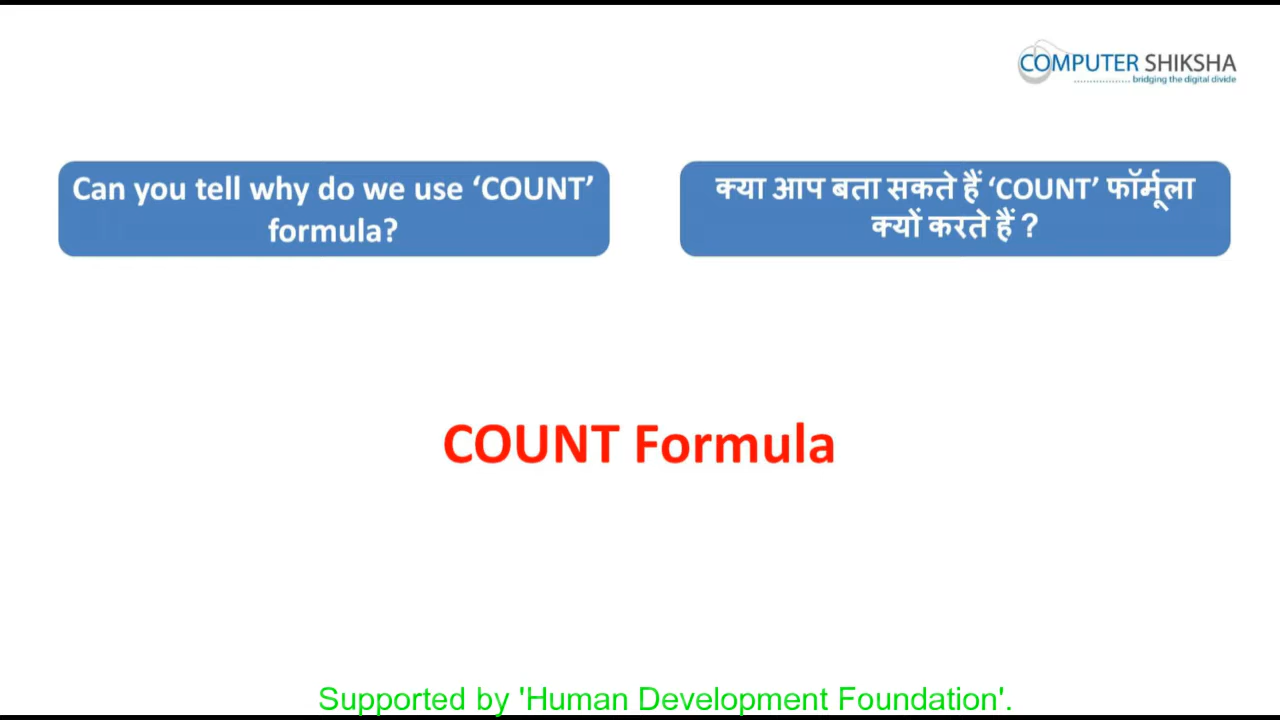 COMPUTER SHIKSHA
bridging the digital divide
Can you tell why do we use ‘COUNT’
formula?
क्या आप बता सकते हैं ‘COUNT’ फॉर्मूला
क्यों करते हैं ?
COUNT Formula
Supported by 'Human Development Foundation'.